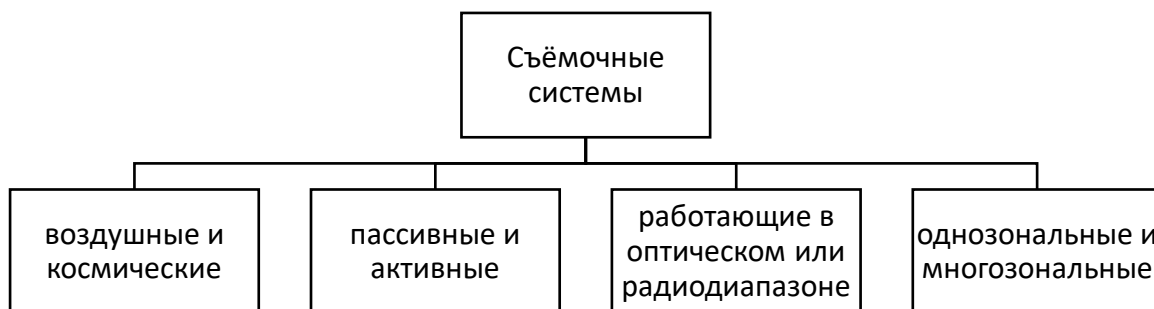 Съёмочные
системы
воздушные и
космические
пассивные и
активные
работающие в
оптическом или
радиодиапазоне
однозональные и
многозональные